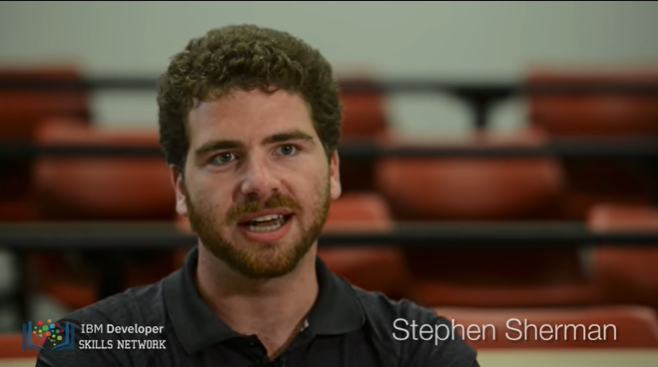 Stephen Sherman
IBM Developer
SKILLS NETWORK